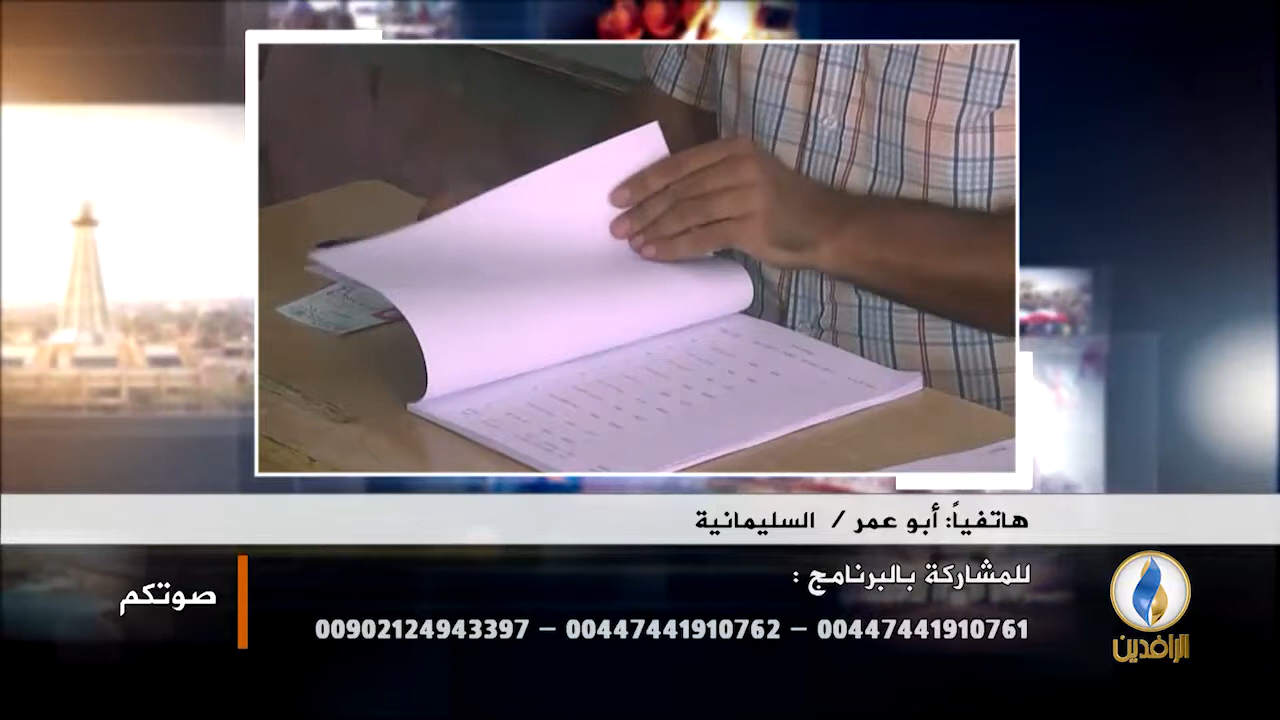 هاتفياً: أبو عمر / السليمانية
للمشاركة بالبرنامج :
00447441910761 – 00447441910762 – 00902124943397
صوتكم
الرافدين